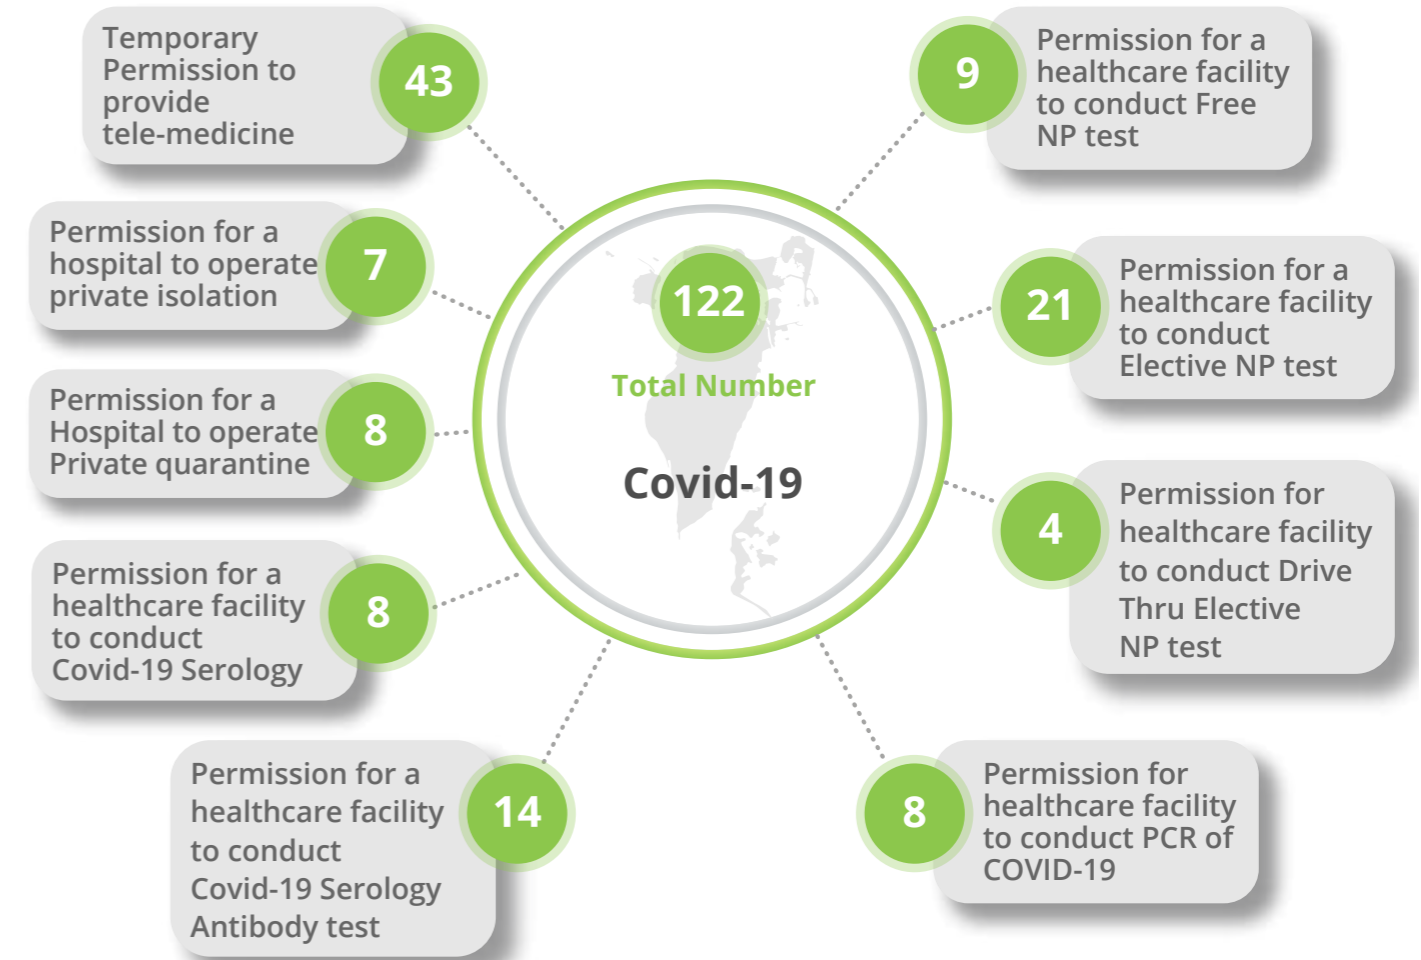 Temporary
Permission to
provide
tele-medicine
43
Permission for a
hospital to operate
private isolation
7
Permission for a
Hospital to operate
Private quarantine
8
Permission for a
healthcare facility
to conduct
Covid-19 Serology
8
Permission for a
healthcare facility
to conduct
Covid-19 Serology
Antibody test
14
122
Total Number
Covid-19
9
Permission for a
healthcare facility
to conduct Free
NP test
21
Permission for a
healthcare facility
to conduct
Elective NP test
4
Permission for
healthcare facility
to conduct Drive
Thru Elective
NP test
8
Permission for
healthcare facility
to conduct PCR of
COVID-19